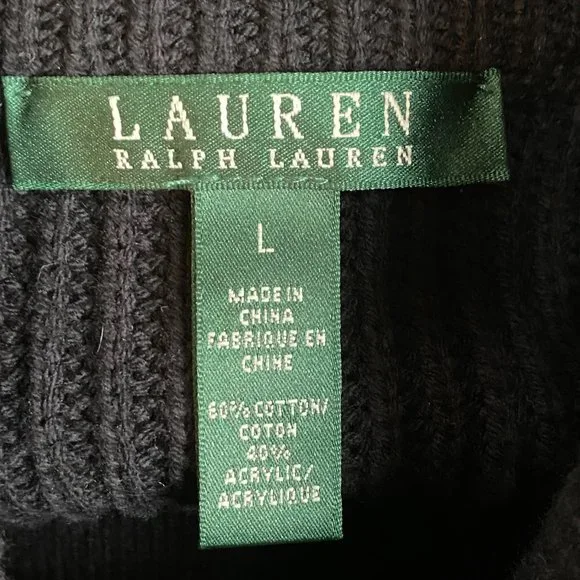 LAUREN
RALPH LAUREN
L
MADE IN
CHINA
FABRIQUE EN
CHINE
60% COTTON/
COTON
40%
ACRYLIC/
ACRYLIQUE